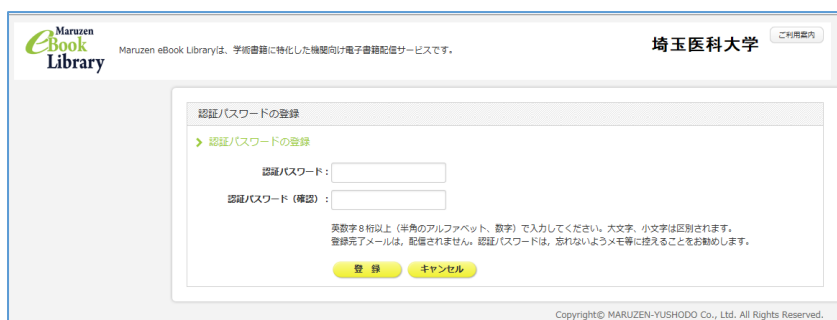 Maruzen
eBook
Library
Maruzen eBook Libraryは、学術書籍に特化した機関向け電子書籍配信サービスです。
埼玉医科大学
ご利用案内
認証パスワードの登録
認証パスワードの登録
認証パスワード：
認証パスワード（確認）：
英数字８桁以上（半角のアルファベット、数字）で入力してください。大文字、小文字は区別されます。
登録完了メールは，配信されません。認証パスワードは，忘れないようメモ等に控えることをお勧めします。
登 録
キャンセル
Copyright© MARUZEN-YUSHODO Co., Ltd. All Rights Reserved.